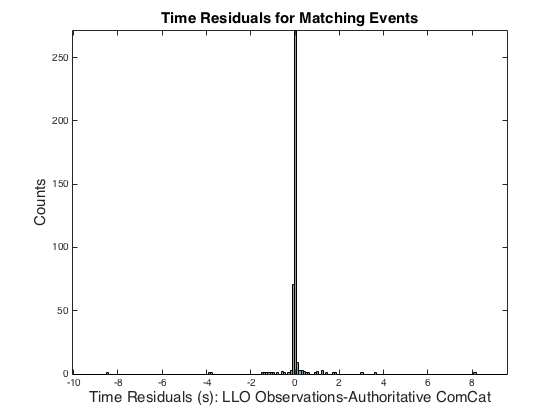 Time Residuals for Matching Events
250
200
150
100
50
0
Counts
-10 -8 -6 -4 -2 0 2 4 6 8
Time Residuals (s): LLO Observations-Authoritative ComCat